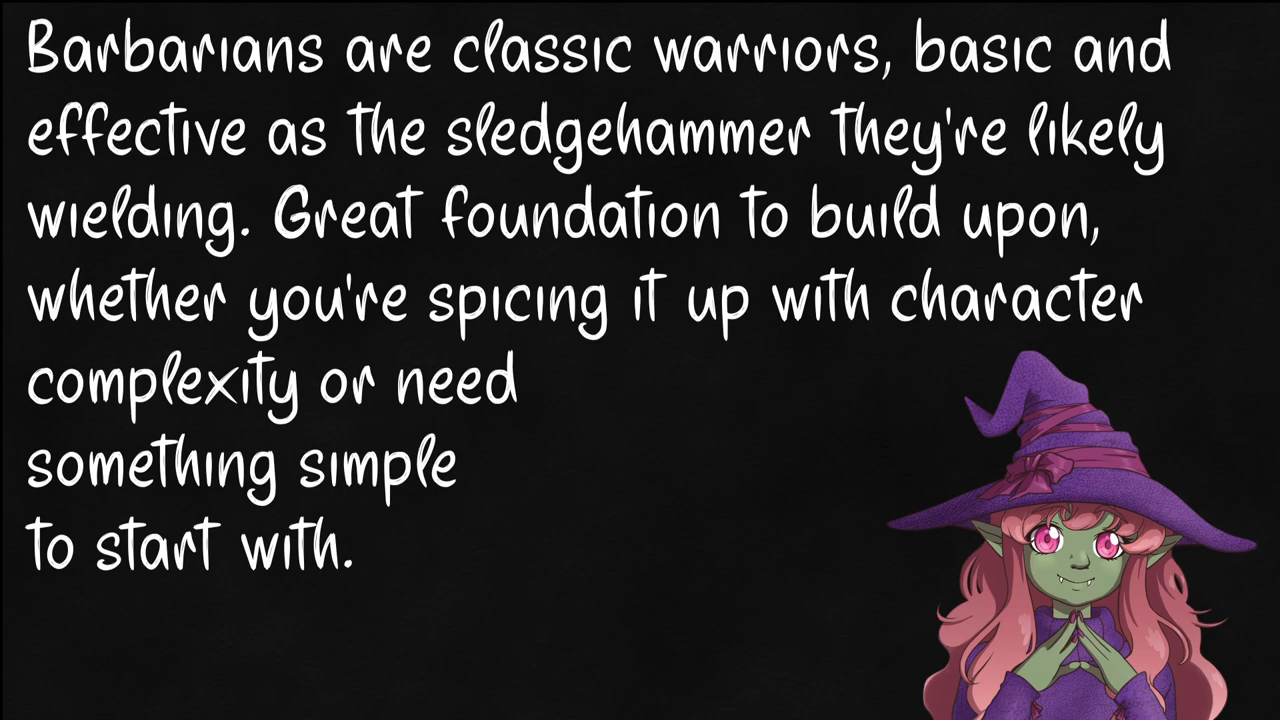 Barbarians are classic warriors, basic and
effective as the sledgehammer they're likely
wielding. Great foundation to build upon,
whether you're spicing it up with character
complexity or need
something simple
to start with.